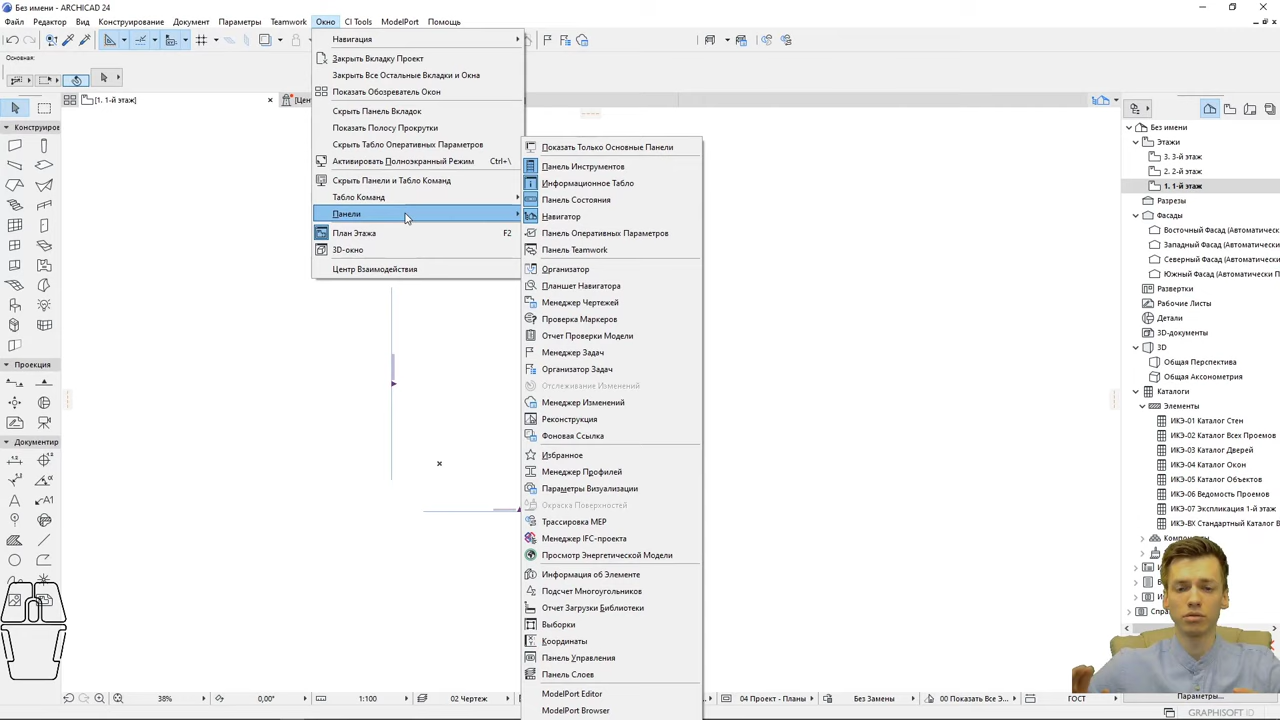 Без имени - ARCHICAD 24
Файл Редактор Вид Конструирование Документ Параметры Teamwork Окно CI Tools ModelPort Помощь
Основная:
[1. 1-й этаж]
[Цен
Конструиров
Проекция
Документир
Навигация
Закрыть Вкладку Проект
Закрыть Все Остальные Вкладки и Окна
Показать Обозреватель Окон
Скрыть Панель Вкладок
Показать Полосу Прокрутки
Скрыть Табло Оперативных Параметров
Активировать Полноэкранный Режим Ctrl+\
Скрыть Панели и Табло Команд
Табло Команд
Панели
План Этажа F2
3D-окно
Центр Взаимодействия
Показать Только Основные Панели
Панель Инструментов
Информационное Табло
Панель Состояния
Навигатор
Панель Оперативных Параметров
Панель Teamwork
Организатор
Планшет Навигатора
Менеджер Чертежей
Проверка Маркеров
Отчет Проверки Модели
Менеджер Задач
Организатор Задач
Отслеживание Изменений
Менеджер Изменений
Реконструкция
Фоновая Ссылка
Избранное
Менеджер Профилей
Параметры Визуализации
Окраска Поверхностей
Трассировка MEP
Менеджер IFC-проекта
Просмотр Энергетической Модели
Информация об Элементе
Подсчет Многоугольников
Отчет Загрузки Библиотеки
Выборки
Координаты
Панель Управления
Панель Слоев
ModelPort Editor
ModelPort Browser
Без имени
Этажи
3. 3-й этаж
2. 2-й этаж
1. 1-й этаж
Разрезы
Фасады
Восточный Фасад (Автоматичес
Западный Фасад (Автоматическ
Северный Фасад (Автоматичес
Южный Фасад (Автоматически П
Развертки
Рабочие Листы
Детали
3D-документы
3D
Общая Перспектива
Общая Аксонометрия
Каталоги
Элементы
ИКЭ-01 Каталог Стен
ИКЭ-02 Каталог Всех Проемов
ИКЭ-03 Каталог Дверей
ИКЭ-04 Каталог Окон
ИКЭ-05 Каталог Объектов
ИКЭ-06 Ведомость Проемов
ИКЭ-07 Экспликация 1-й этаж
ИКЭ-ВХ Стандартный Каталог В
Параметры...
38% 0,00° 1:100 02 Чертеж 04 Проект - Планы Без Замены 00 Показать Все Э... ГОСТ
GRAPHISOFT ID